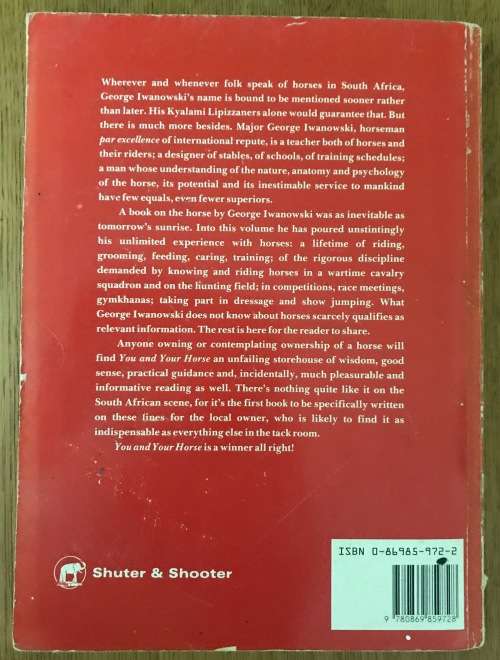 Wherever and whenever folk speak of horses in South Africa,
George Iwanowski's name is bound to be mentioned sooner rather
than later. His Kyalami Lipizzaners alone would guarantee that. But
there is much more besides. Major George Iwanowski, horseman
par excellence of international repute, is a teacher both of horses and
their riders; a designer of stables, of schools, of training schedules;
a man whose understanding of the nature, anatomy and psychology
of the horse, its potential and its inestimable service to mankind
have few equals, even fewer superiors.
A book on the horse by George Iwanowski was as inevitable as
tomorrow's sunrise. Into this volume he has poured unstintingly
his unlimited experience with horses: a lifetime of riding,
grooming, feeding, caring, training; of the rigorous discipline
demanded by knowing and riding horses in a wartime cavalry
squadron and on the hunting field; in competitions, race meetings,
gymkhanas; taking part in dressage and show jumping. What
George Iwanowski does not know about horses scarcely qualifies as
relevant information. The rest is here for the reader to share.
Anyone owning or contemplating ownership of a horse will
find You and Your Horse an unfailing storehouse of wisdom, good
sense, practical guidance and, incidentally, much pleasurable and
informative reading as well. There's nothing quite like it on the
South African scene, for it's the first book to be specifically written
on these lines for the local owner, who is likely to find it as
indispensable as everything else in the tack room.
You and Your Horse is a winner all right!
ISBN 0-86985-972-2
9 780869 859728
Shuter & Shooter